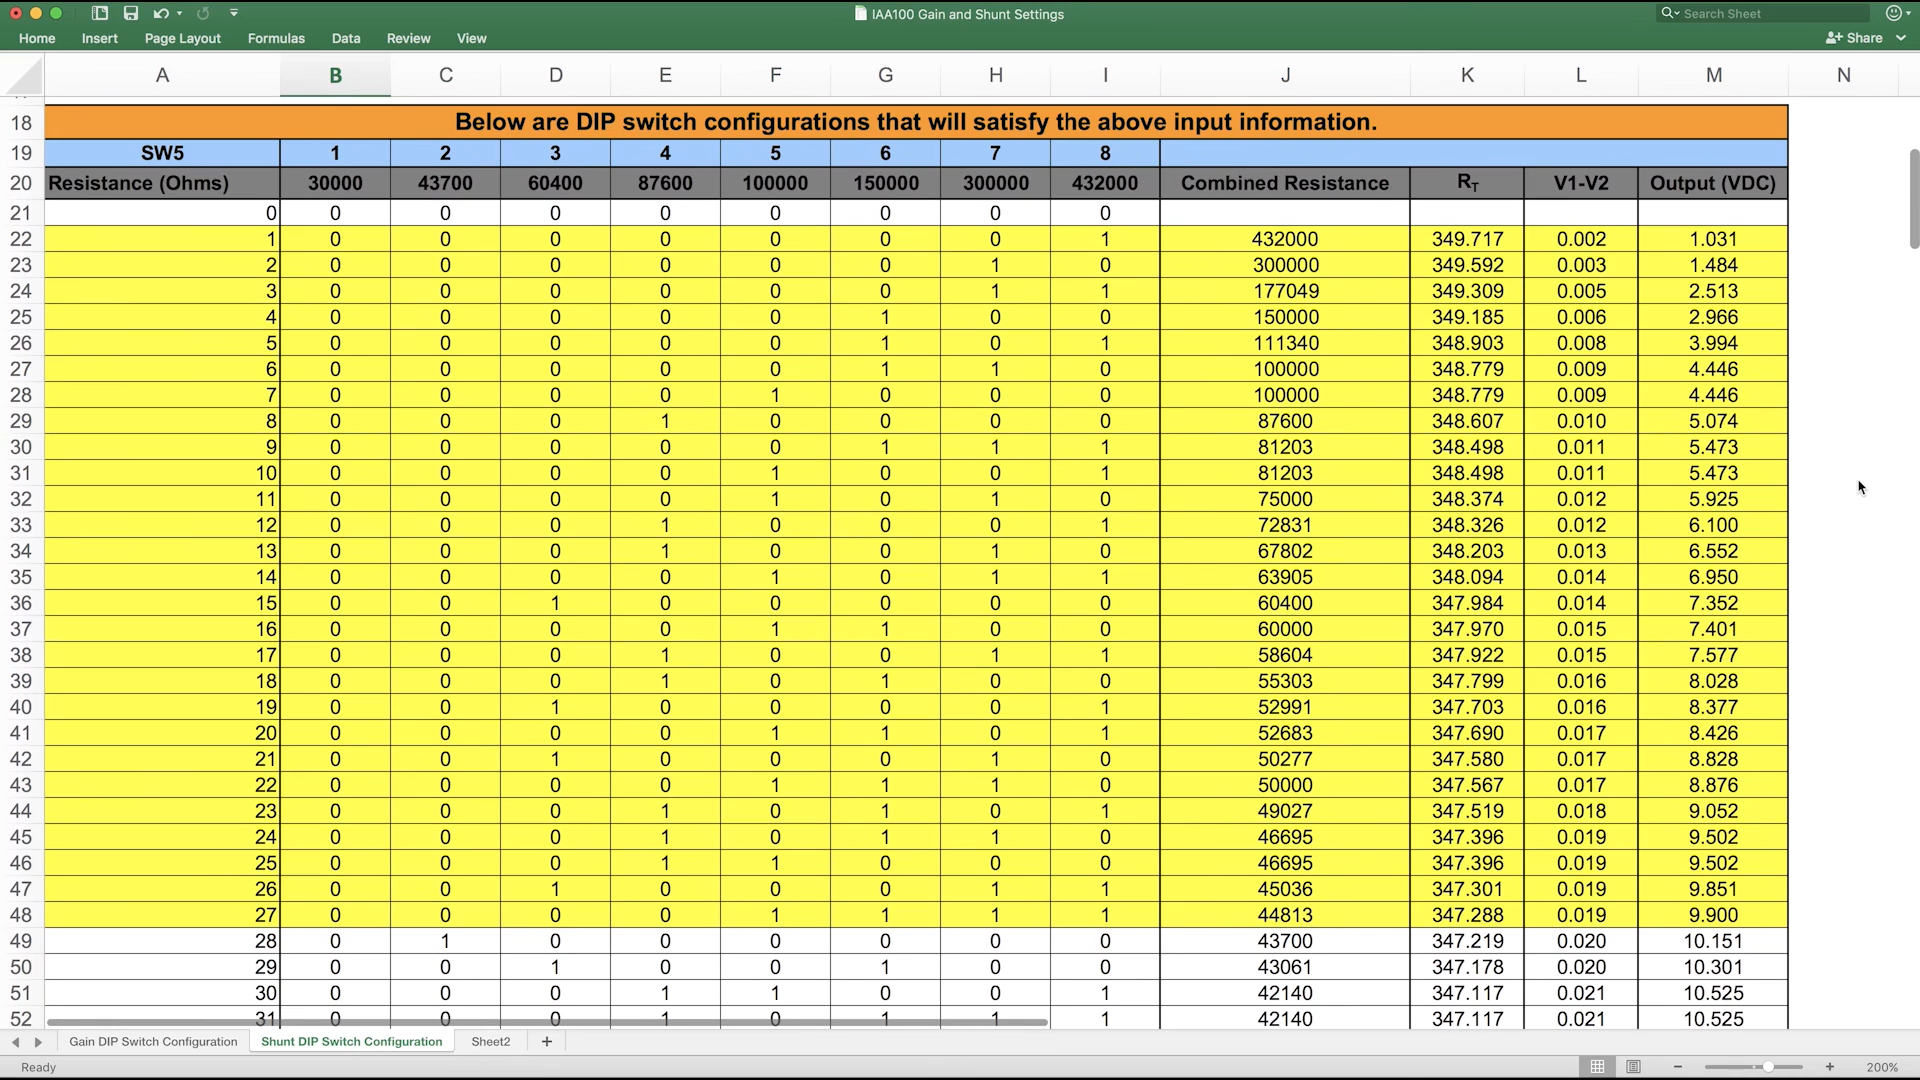 IAA100 Gain and Shunt Settings
Search Sheet
Home Insert Page Layout Formulas Data Review View Share
A B C D E F G H I J K L M N
18 Below are DIP switch configurations that will satisfy the above input information.
19 SW5 1 2 3 4 5 6 7 8
20 Resistance (Ohms) 30000 43700 60400 87600 100000 150000 300000 432000 Combined Resistance RT V1-V2 Output (VDC)
21 0 0 0 0 0 0 0 0 0
22 1 0 0 0 0 0 0 0 1 432000 349.717 0.002 1.031
23 2 0 0 0 0 0 0 1 0 300000 349.592 0.003 1.484
24 3 0 0 0 0 0 0 1 1 177049 349.309 0.005 2.513
25 4 0 0 0 0 0 1 0 0 150000 349.185 0.006 2.966
26 5 0 0 0 0 0 1 0 1 111340 348.903 0.008 3.994
27 6 0 0 0 0 0 1 1 0 100000 348.779 0.009 4.446
28 7 0 0 0 0 1 0 0 0 100000 348.779 0.009 4.446
29 8 0 0 0 1 0 0 0 0 87600 348.607 0.010 5.074
30 9 0 0 0 0 0 1 1 1 81203 348.498 0.011 5.473
31 10 0 0 0 0 1 0 0 1 81203 348.498 0.011 5.473
32 11 0 0 0 0 1 0 1 0 75000 348.374 0.012 5.925
33 12 0 0 0 1 0 0 0 1 72831 348.326 0.012 6.100
34 13 0 0 0 1 0 0 1 0 67802 348.203 0.013 6.552
35 14 0 0 0 0 1 0 1 1 63905 348.094 0.014 6.950
36 15 0 0 1 0 0 0 0 0 60400 347.984 0.014 7.352
37 16 0 0 0 0 1 1 0 0 60000 347.970 0.015 7.401
38 17 0 0 0 1 0 0 1 1 58604 347.922 0.015 7.577
39 18 0 0 0 1 0 1 0 0 55303 347.799 0.016 8.028
40 19 0 0 1 0 0 0 0 1 52991 347.703 0.016 8.377
41 20 0 0 0 0 1 1 0 1 52683 347.690 0.017 8.426
42 21 0 0 1 0 0 0 1 0 50277 347.580 0.017 8.828
43 22 0 0 0 0 1 1 1 0 50000 347.567 0.017 8.876
44 23 0 0 0 1 0 1 0 1 49027 347.519 0.018 9.052
45 24 0 0 0 1 0 1 1 0 46695 347.396 0.019 9.502
46 25 0 0 0 1 1 0 0 0 46695 347.396 0.019 9.502
47 26 0 0 1 0 0 0 1 1 45036 347.301 0.019 9.851
48 27 0 0 0 0 1 1 1 1 44813 347.288 0.019 9.900
49 28 0 1 0 0 0 0 0 0 43700 347.219 0.020 10.151
50 29 0 0 1 0 0 1 0 0 43061 347.178 0.020 10.301
51 30 0 0 0 1 1 0 0 1 42140 347.117 0.021 10.525
52 31 0 0 0 1 0 1 1 1 42140 347.117 0.021 10.525
Gain DIP Switch Configuration Shunt DIP Switch Configuration Sheet2
Ready 200%